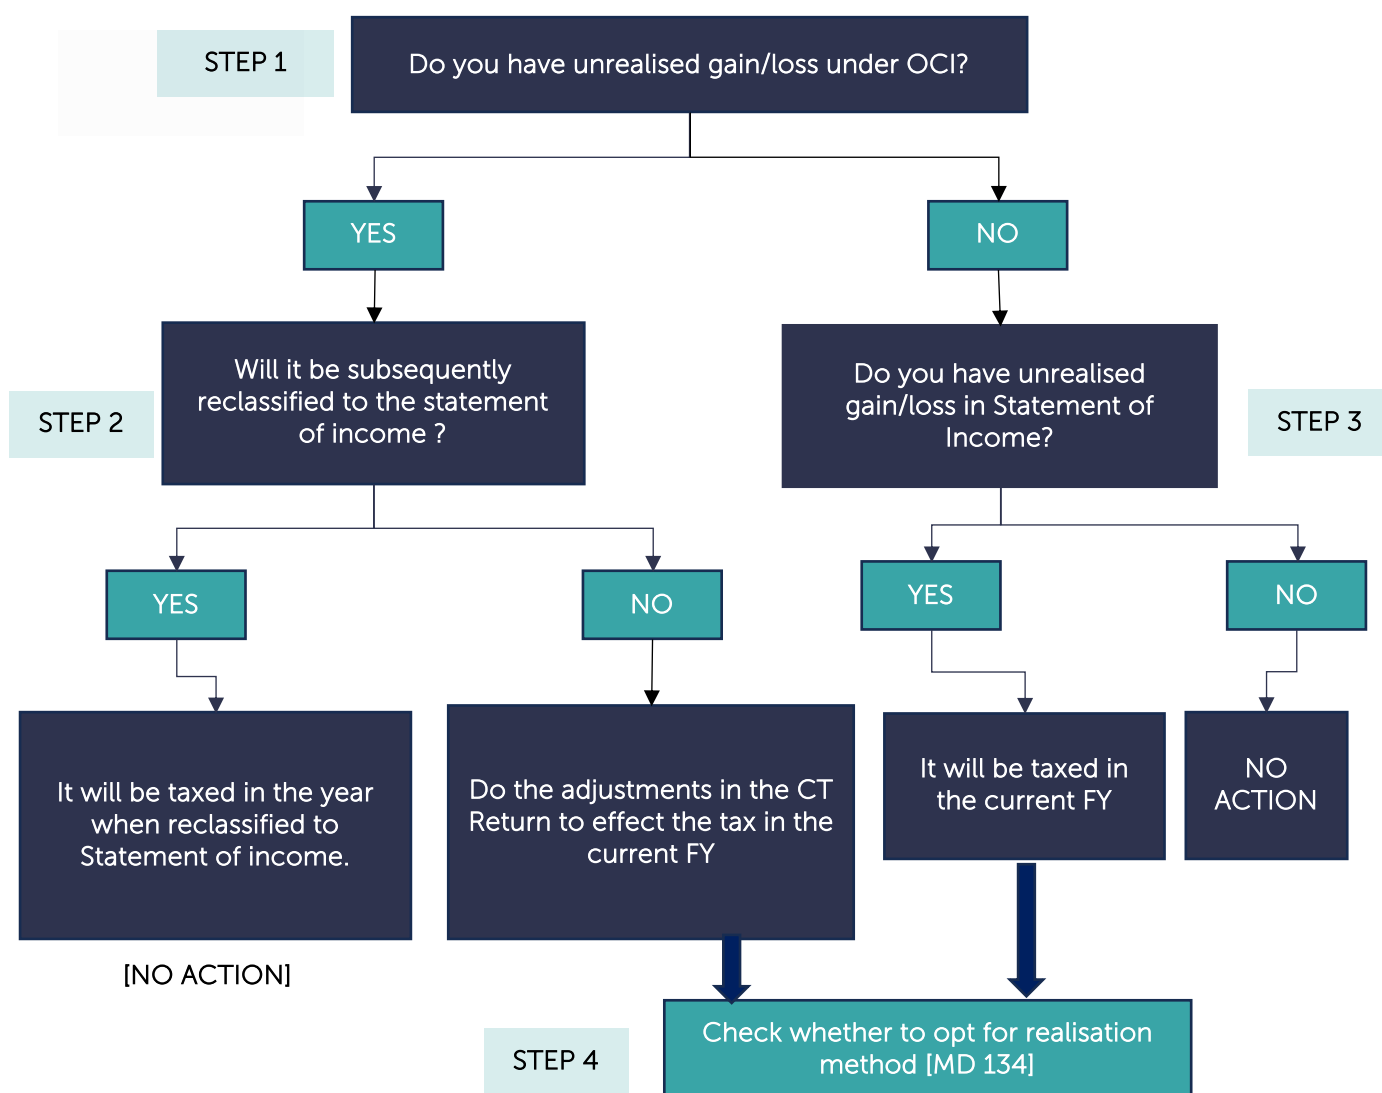 STEP 1
Do you have unrealised gain/loss under OCI?
YES
NO
STEP 2
Will it be subsequently
reclassified to the statement
of income ?
Do you have unrealised
gain/loss in Statement of
Income?
STEP 3
YES
NO
YES
NO
It will be taxed in the year
when reclassified to
Statement of income.
[NO ACTION]
Do the adjustments in the CT
Return to effect the tax in the
current FY
It will be taxed in
the current FY
NO
ACTION
STEP 4
Check whether to opt for realisation
method [MD 134]